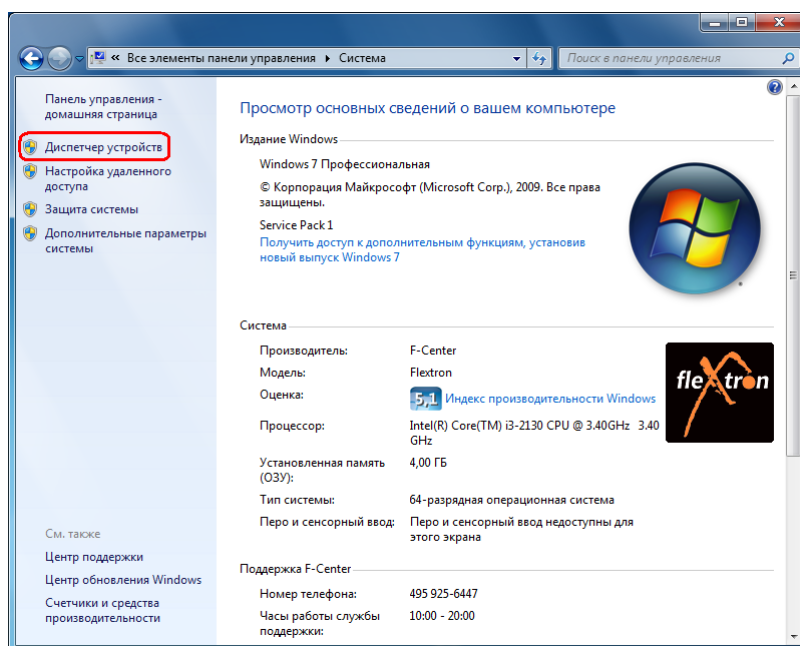 « Все элементы панели управления ▸ Система
Поиск в панели управления
Панель управления -
домашняя страница
Диспетчер устройств
Настройка удаленного
доступа
Защита системы
Дополнительные параметры
системы
См. также
Центр поддержки
Центр обновления Windows
Счетчики и средства
производительности
Просмотр основных сведений о вашем компьютере
Издание Windows
Windows 7 Профессиональная
© Корпорация Майкрософт (Microsoft Corp.), 2009. Все права
защищены.
Service Pack 1
Получить доступ к дополнительным функциям, установив
новый выпуск Windows 7
Система
Производитель: F-Center
Модель: Flextron
Оценка: 5,1 Индекс производительности Windows
Процессор: Intel(R) Core(TM) i3-2130 CPU @ 3.40GHz 3.40
GHz
Установленная память 4,00 ГБ
(ОЗУ):
Тип системы: 64-разрядная операционная система
Перо и сенсорный ввод: Перо и сенсорный ввод недоступны для
этого экрана
flextron
Поддержка F-Center
Номер телефона: 495 925-6447
Часы работы службы 10:00 - 20:00
поддержки: